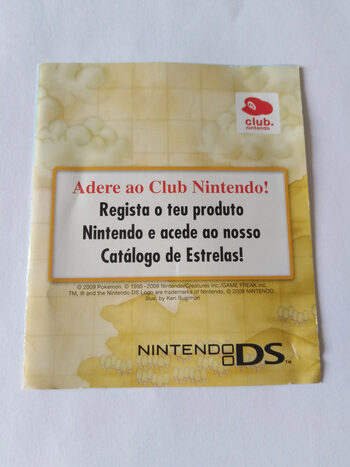 club.
nintendo
Adere ao Club Nintendo!
Regista o teu produto
Nintendo e acede ao nosso
Catálogo de Estrelas!
© 2009 Pokémon. © 1995-2009 Nintendo/Creatures Inc./GAME FREAK inc.
TM, ® and the Nintendo DS Logo are trademarks of Nintendo. © 2009 NINTENDO.
Illus. by Ken Sugimori
NINTENDO DS™